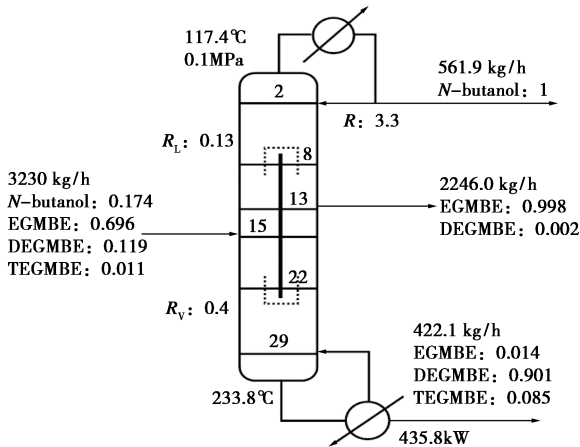 117.4℃
0.1MPa
561.9 kg/h
N-butanol：1
2
R：3.3
R_L：0.13
8
3230 kg/h
N-butanol：0.174
EGMBE：0.696
DEGMBE：0.119
TEGMBE：0.011
13
15
2246.0 kg/h
EGMBE：0.998
DEGMBE：0.002
22
R_V：0.4
29
422.1 kg/h
EGMBE：0.014
DEGMBE：0.901
TEGMBE：0.085
233.8℃
435.8kW